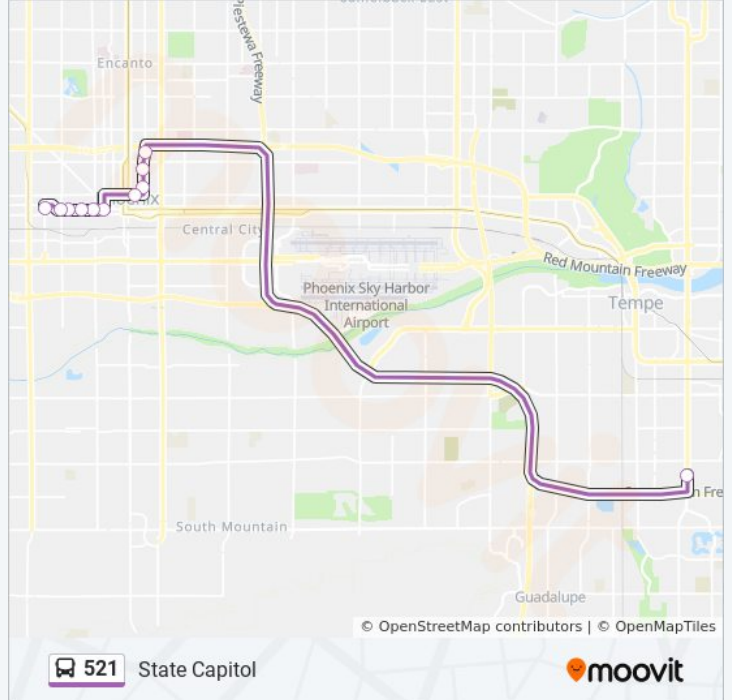 Piestewa Freeway
Encanto
Central City
Phoenix Sky Harbor
International
Airport
Red Mountain Freeway
Tempe
South Mountain
n Fre
Guadalupe
© OpenStreetMap contributors | © OpenMapTiles
521 State Capitol
moovit